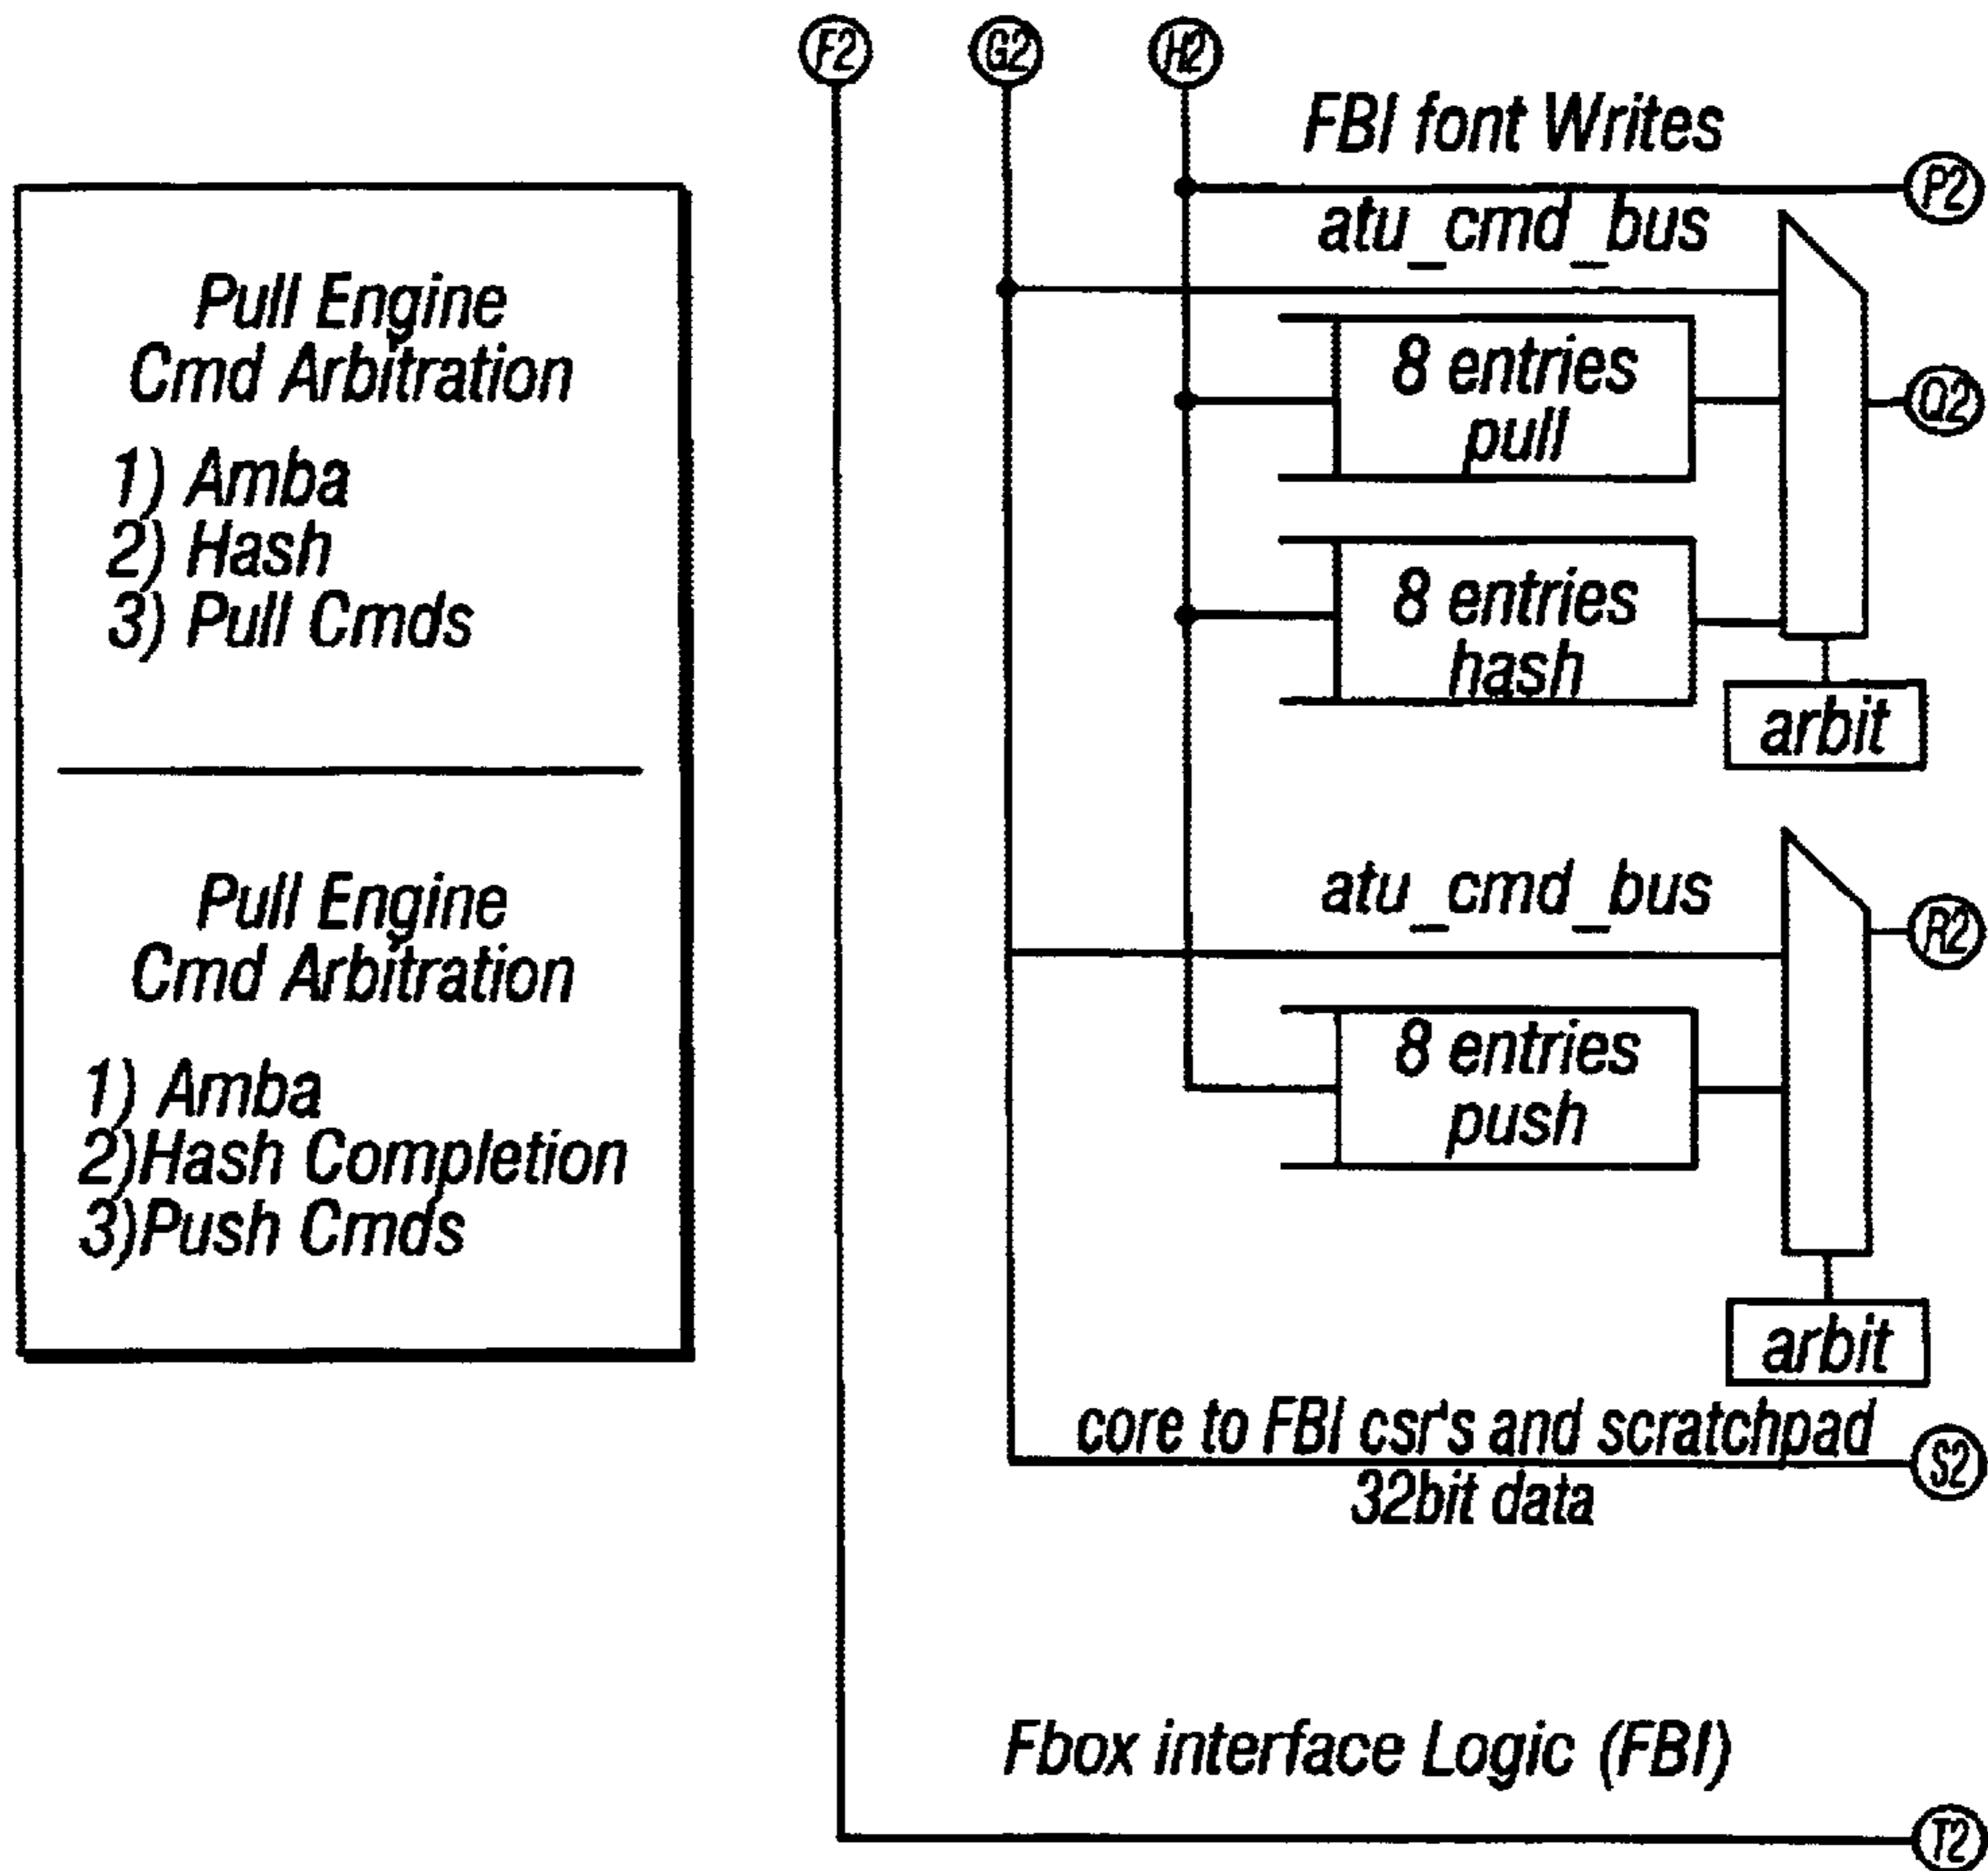 F2 G2 H2
FBI font Writes
P2
atu_cmd_bus
Pull Engine
Cmd Arbitration
1) Amba
2) Hash
3) Pull Cmds
8 entries
pull
Q2
8 entries
hash
arbit
Pull Engine
Cmd Arbitration
1) Amba
2)Hash Completion
3)Push Cmds
atu_cmd_bus
R2
8 entries
push
arbit
core to FBI csr's and scratchpad
S2
32bit data
Fbox interface Logic (FBI)
T2